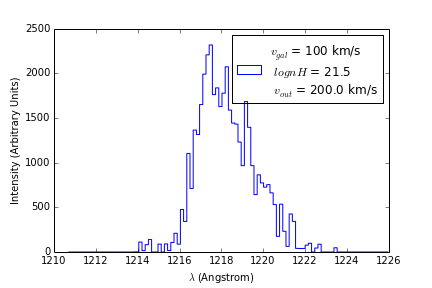 2500
2000
1500
1000
500
0
Intensity (Arbitrary Units)
v_gal = 100 km/s
lognH = 21.5
v_out = 200.0 km/s
1210 1212 1214 1216 1218 1220 1222 1224 1226
λ (Angstrom)